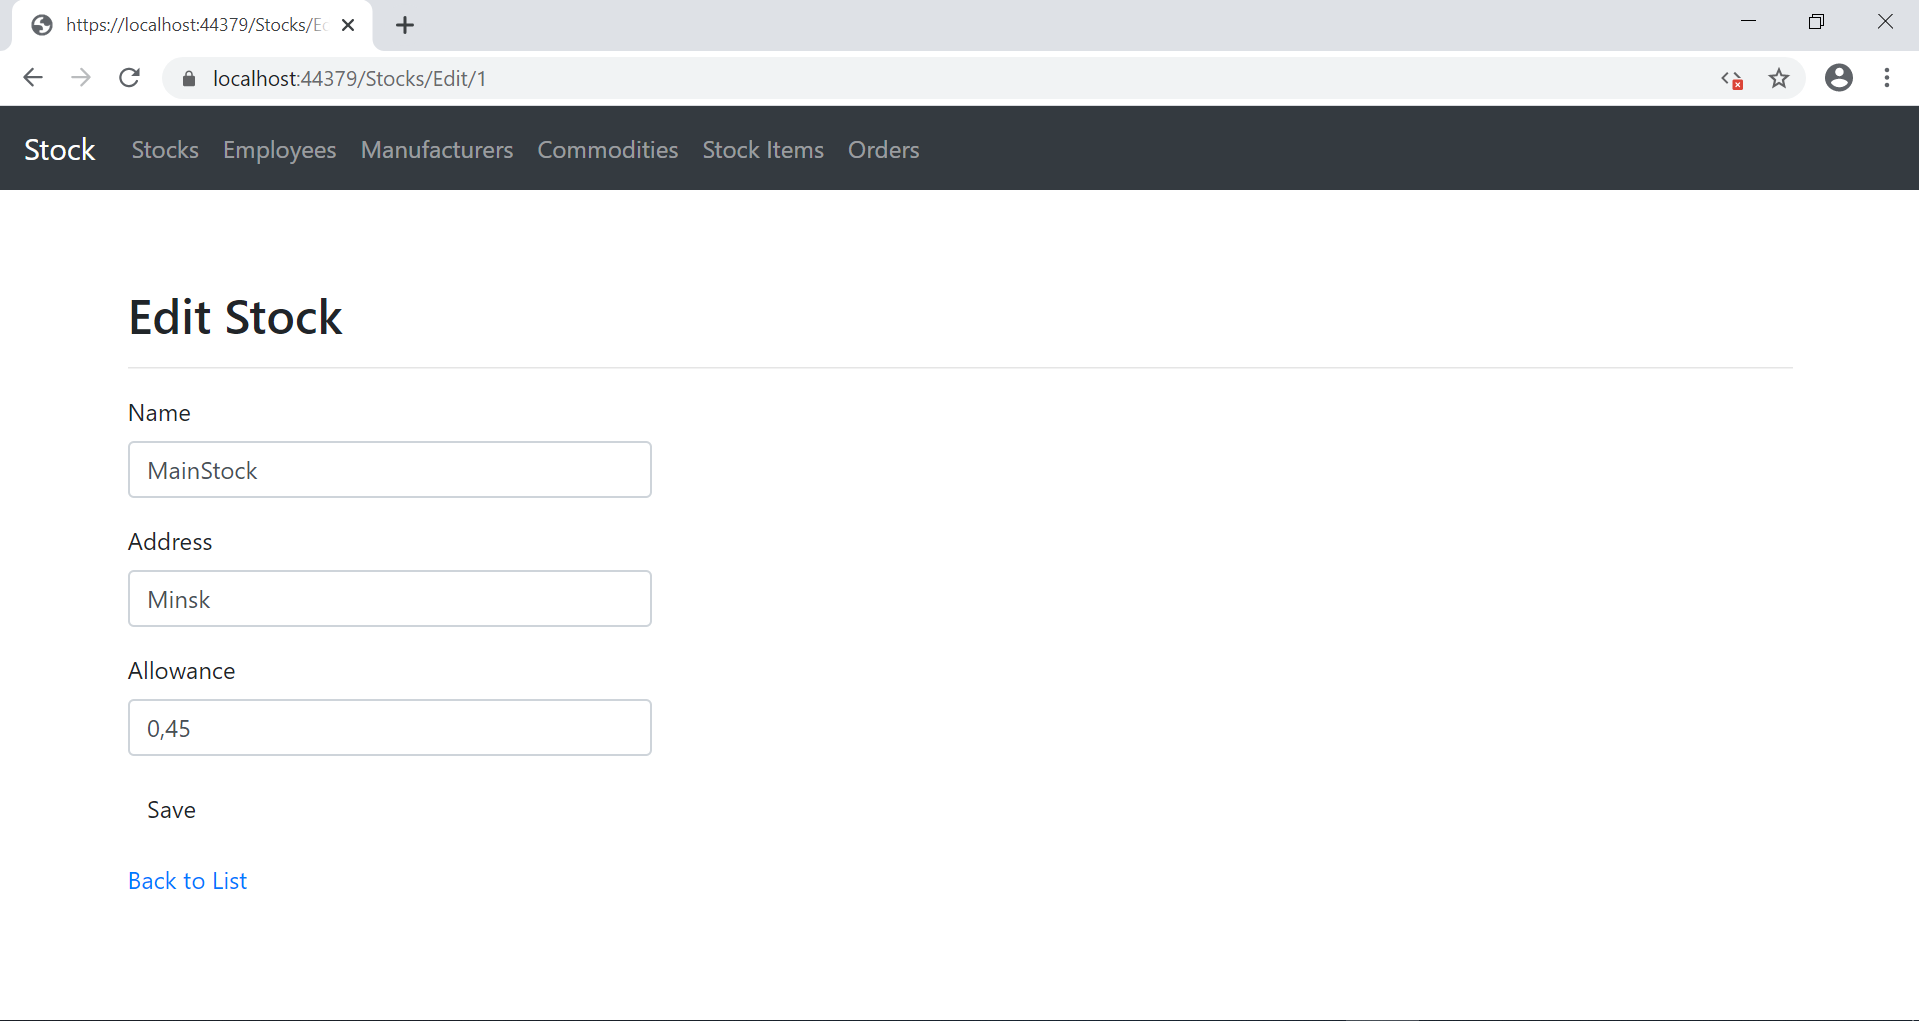 https://localhost:44379/Stocks/Ed
localhost:44379/Stocks/Edit/1
Stock Stocks Employees Manufacturers Commodities Stock Items Orders
Edit Stock
Name
MainStock
Address
Minsk
Allowance
0,45
Save
Back to List